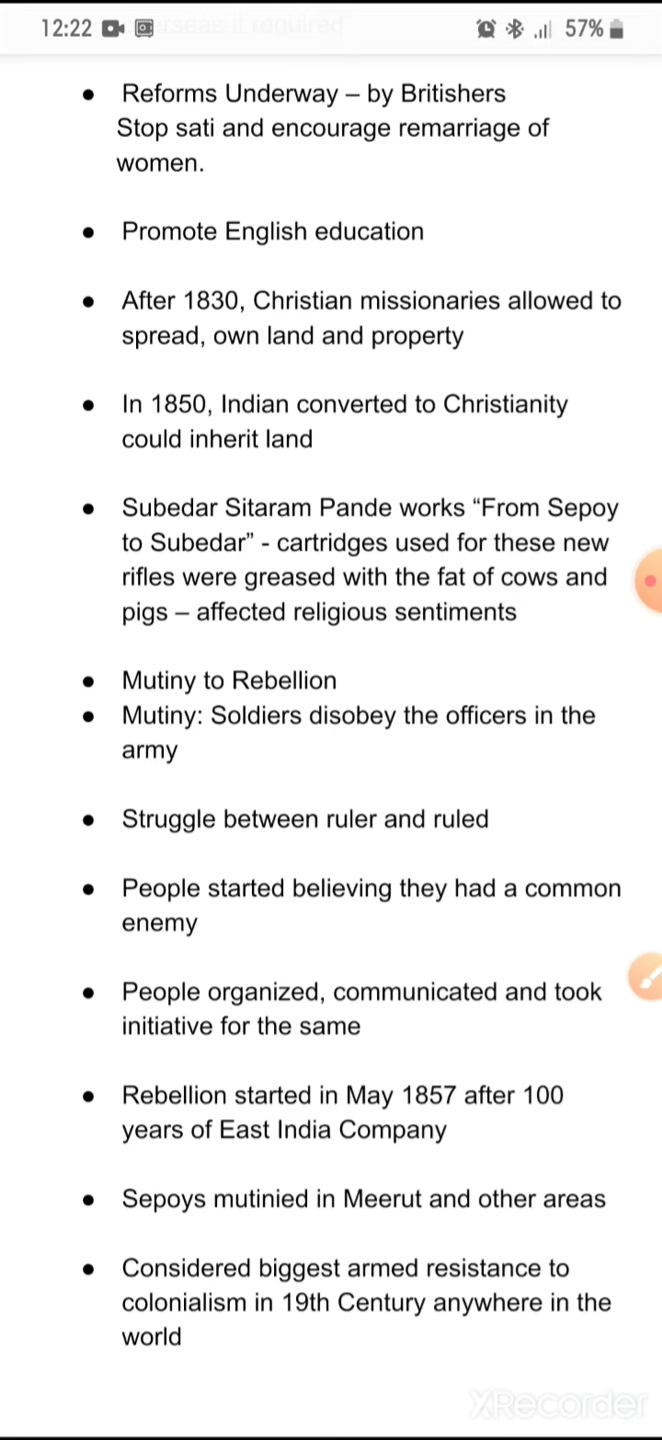 12:22 57%
overseas if required
• Reforms Underway – by Britishers
Stop sati and encourage remarriage of
women.
• Promote English education
• After 1830, Christian missionaries allowed to
spread, own land and property
• In 1850, Indian converted to Christianity
could inherit land
• Subedar Sitaram Pande works “From Sepoy
to Subedar” - cartridges used for these new
rifles were greased with the fat of cows and
pigs – affected religious sentiments
• Mutiny to Rebellion
• Mutiny: Soldiers disobey the officers in the
army
• Struggle between ruler and ruled
• People started believing they had a common
enemy
• People organized, communicated and took
initiative for the same
• Rebellion started in May 1857 after 100
years of East India Company
• Sepoys mutinied in Meerut and other areas
• Considered biggest armed resistance to
colonialism in 19th Century anywhere in the
world
XRecorder